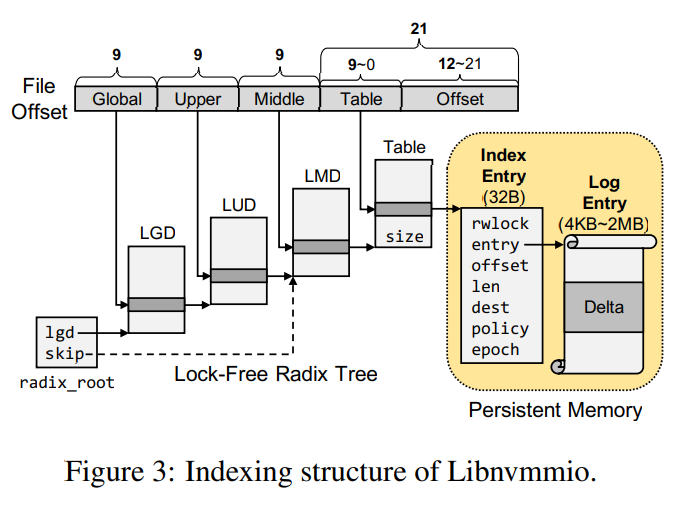 21
9 9 9 9~0 12~21
File Offset
Global Upper Middle Table Offset
Table
LMD
LUD
LGD
size
Index
Entry
(32B)
rwlock
entry
offset
len
dest
policy
epoch
Log
Entry
(4KB~2MB)
Delta
lgd
skip
radix_root
Lock-Free Radix Tree
Persistent Memory
Figure 3: Indexing structure of Libnvmmio.